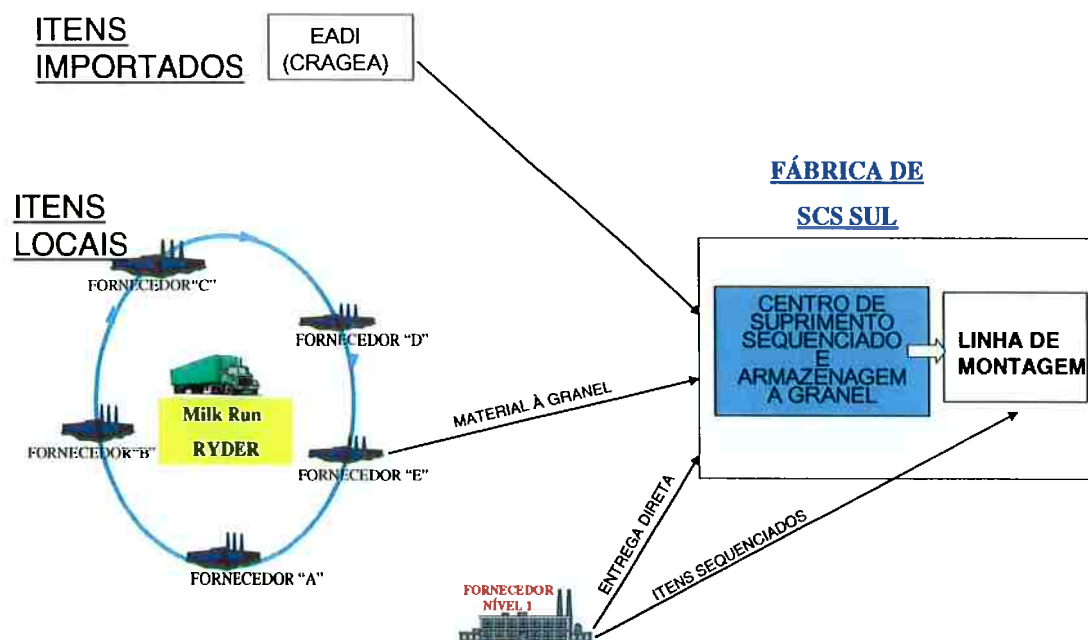 ITENS
IMPORTADOS
EADI
(CRAGEA)
FÁBRICA DE
SCS SUL
ITENS
LOCAIS
FORNECEDOR "C"
FORNECEDOR "D"
Milk Run
RYDER
FORNECEDOR "B"
FORNECEDOR "E"
FORNECEDOR "A"
MATERIAL À GRANEL
CENTRO DE
SUPRIMENTO
SEQUENCIADO
E
ARMAZENAGEM
A GRANEL
LINHA DE
MONTAGEM
ENTREGA DIRETA
ITENS SEQUENCIADOS
FORNECEDOR
NÍVEL 1